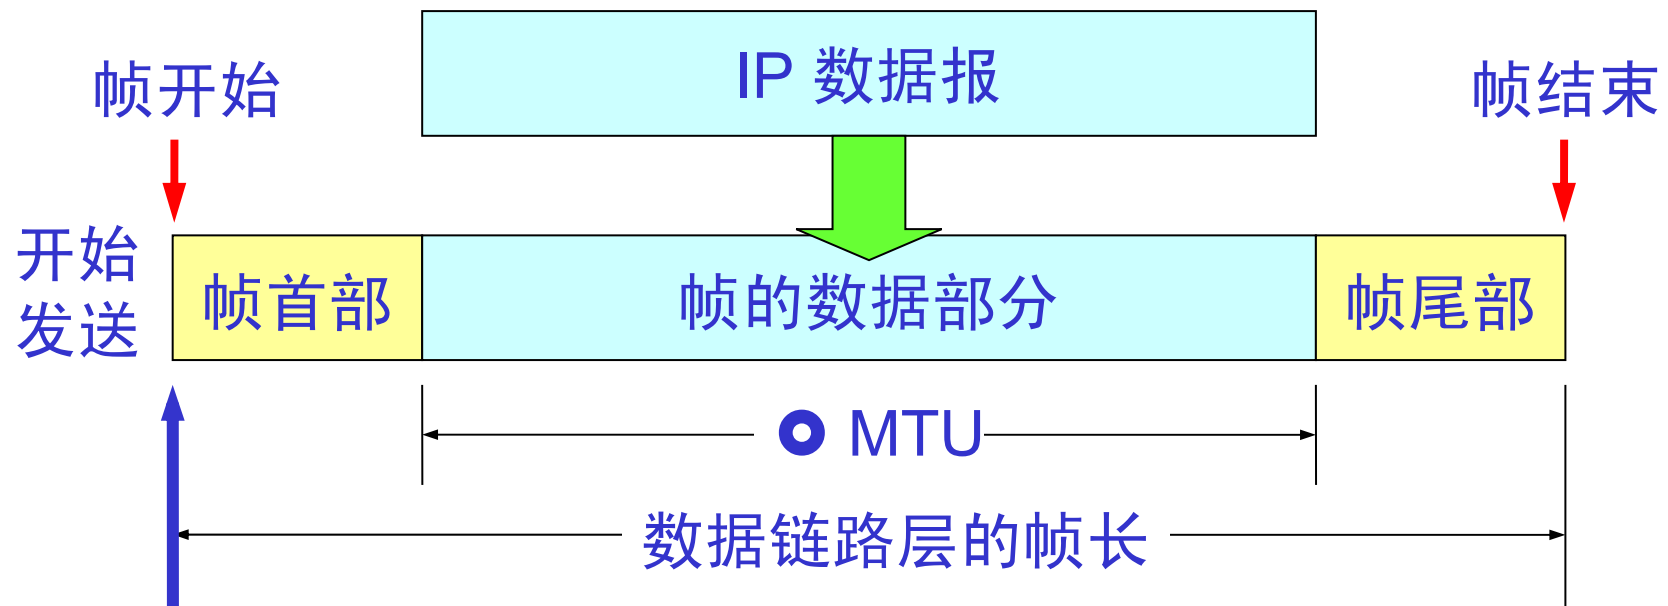 IP 数据报
帧开始
帧结束
开始
发送
帧首部
帧的数据部分
帧尾部
MTU
数据链路层的帧长